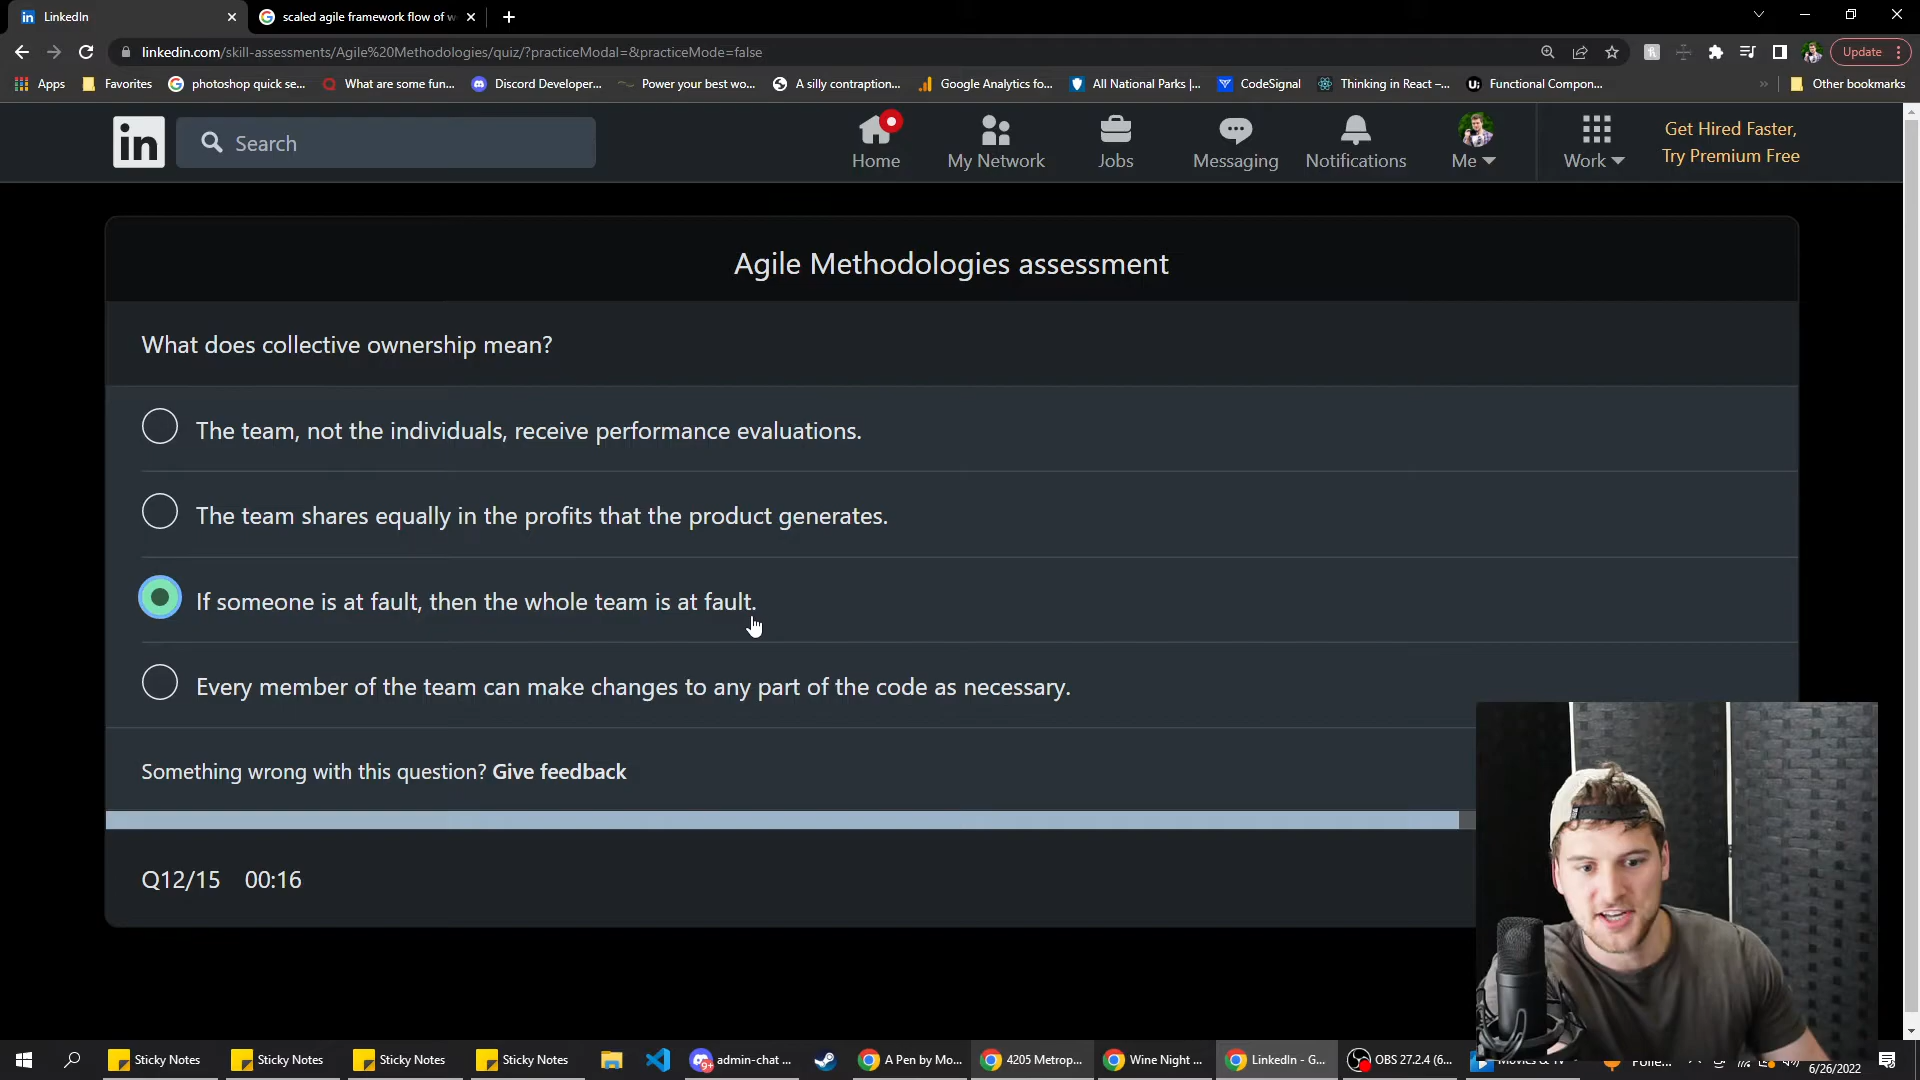 LinkedIn
scaled agile framework flow of w
linkedin.com/skill-assessments/Agile%20Methodologies/quiz/?practiceModal=&practiceMode=false
Update
Apps
Favorites
photoshop quick se...
What are some fun...
Discord Developer...
Power your best wo...
A silly contraption...
Google Analytics fo...
All National Parks |...
CodeSignal
Thinking in React –...
Functional Compon...
Other bookmarks
in
Search
Home
My Network
Jobs
Messaging
Notifications
Me
Work
Get Hired Faster,
Try Premium Free
Agile Methodologies assessment
What does collective ownership mean?
The team, not the individuals, receive performance evaluations.
The team shares equally in the profits that the product generates.
If someone is at fault, then the whole team is at fault.
Every member of the team can make changes to any part of the code as necessary.
Something wrong with this question? Give feedback
Q12/15 00:16
Sticky Notes
Sticky Notes
Sticky Notes
Sticky Notes
admin-chat ...
A Pen by Mo...
4205 Metrop...
Wine Night ...
LinkedIn - G...
OBS 27.2.4 (6...
6/26/2022